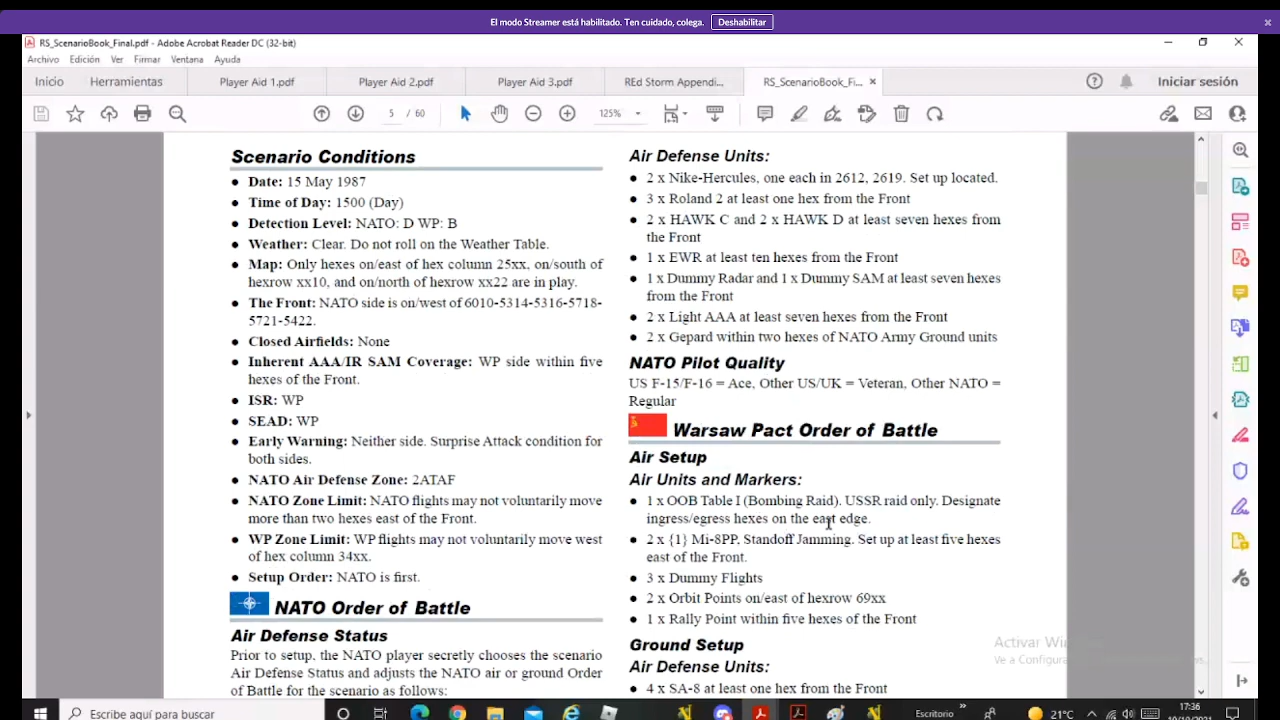 El modo Streamer está habilitado. Ten cuidado, colega. Deshabilitar
RS_ScenarioBook_Final.pdf - Adobe Acrobat Reader DC (32-bit)
Archivo Edición Ver Firmar Ventana Ayuda
Inicio Herramientas Player Aid 1.pdf Player Aid 2.pdf Player Aid 3.pdf REd Storm Appendi... RS_ScenarioBook_Fi... Iniciar sesión
5 / 60 125%
Scenario Conditions
Date: 15 May 1987
Time of Day: 1500 (Day)
Detection Level: NATO: D WP: B
Weather: Clear. Do not roll on the Weather Table.
Map: Only hexes on/east of hex column 25xx, on/south of
hexrow xx10, and on/north of hexrow xx22 are in play.
The Front: NATO side is on/west of 6010-5314-5316-5718-
5721-5422.
Closed Airfields: None
Inherent AAA/IR SAM Coverage: WP side within five
hexes of the Front.
ISR: WP
SEAD: WP
Early Warning: Neither side. Surprise Attack condition for
both sides.
NATO Air Defense Zone: 2ATAF
NATO Zone Limit: NATO flights may not voluntarily move
more than two hexes east of the Front.
WP Zone Limit: WP flights may not voluntarily move west
of hex column 34xx.
Setup Order: NATO is first.
NATO Order of Battle
Air Defense Status
Prior to setup, the NATO player secretly chooses the scenario
Air Defense Status and adjusts the NATO air or ground Order
of Battle for the scenario as follows:
Air Defense Units:
2 x Nike-Hercules, one each in 2612, 2619. Set up located.
3 x Roland 2 at least one hex from the Front
2 x HAWK C and 2 x HAWK D at least seven hexes from
the Front
1 x EWR at least ten hexes from the Front
1 x Dummy Radar and 1 x Dummy SAM at least seven hexes
from the Front
2 x Light AAA at least seven hexes from the Front
2 x Gepard within two hexes of NATO Army Ground units
NATO Pilot Quality
US F-15/F-16 = Ace, Other US/UK = Veteran, Other NATO =
Regular
Warsaw Pact Order of Battle
Air Setup
Air Units and Markers:
1 x OOB Table I (Bombing Raid). USSR raid only. Designate
ingress/egress hexes on the east edge.
2 x {1} Mi-8PP, Standoff Jamming. Set up at least five hexes
east of the Front.
3 x Dummy Flights
2 x Orbit Points on/east of hexrow 69xx
1 x Rally Point within five hexes of the Front
Ground Setup
Air Defense Units:
4 x SA-8 at least one hex from the Front
Activar
Ve a Configura
Escribe aquí para buscar
Escritorio
21°C
17:36